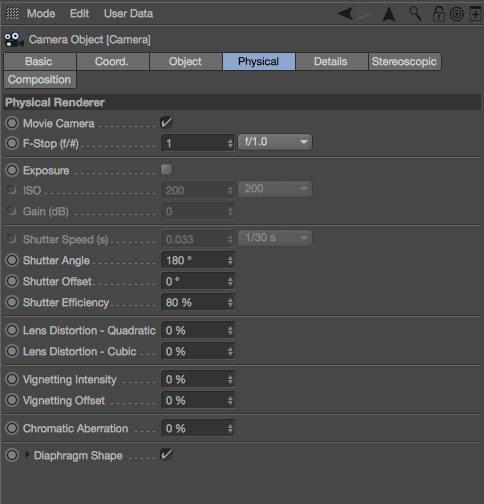 Mode Edit User Data
Camera Object [Camera]
Basic Coord. Object Physical Details Stereoscopic
Composition
Physical Renderer
Movie Camera
F-Stop (f/#) 1 f/1.0
Exposure
ISO 200 200
Gain (dB) 0
Shutter Speed (s) 0.033 1/30 s
Shutter Angle 180 °
Shutter Offset 0 °
Shutter Efficiency 80 %
Lens Distortion - Quadratic 0 %
Lens Distortion - Cubic 0 %
Vignetting Intensity 0 %
Vignetting Offset 0 %
Chromatic Aberration 0 %
Diaphragm Shape